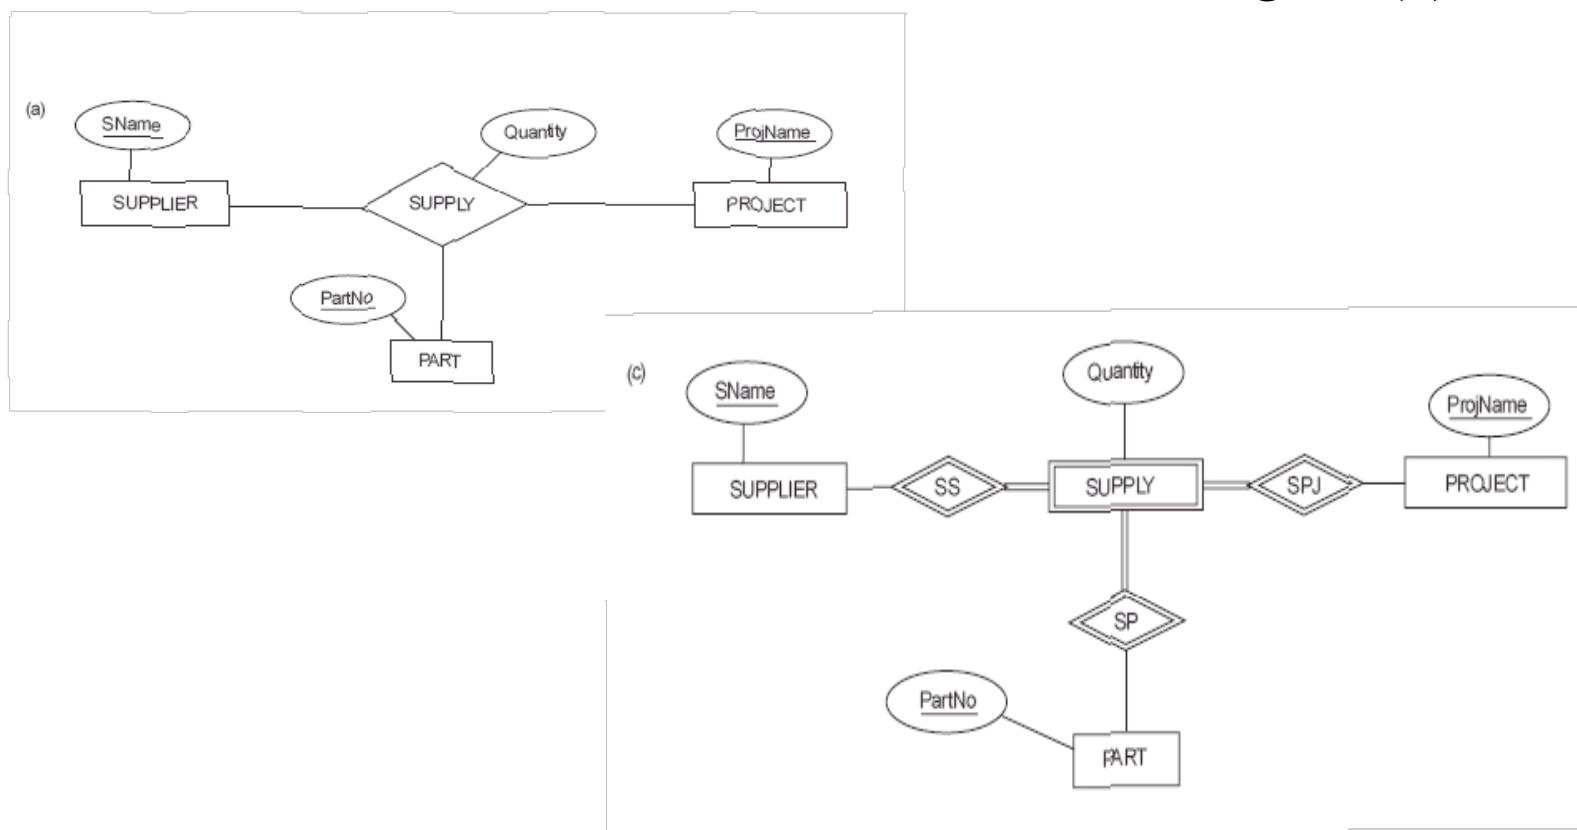 (a)
SName
Quantity
ProjName
SUPPLIER
SUPPLY
PROJECT
PartNo
PART
(c)
SName
Quantity
ProjName
SUPPLIER
SS
SUPPLY
SPJ
PROJECT
SP
PartNo
PART